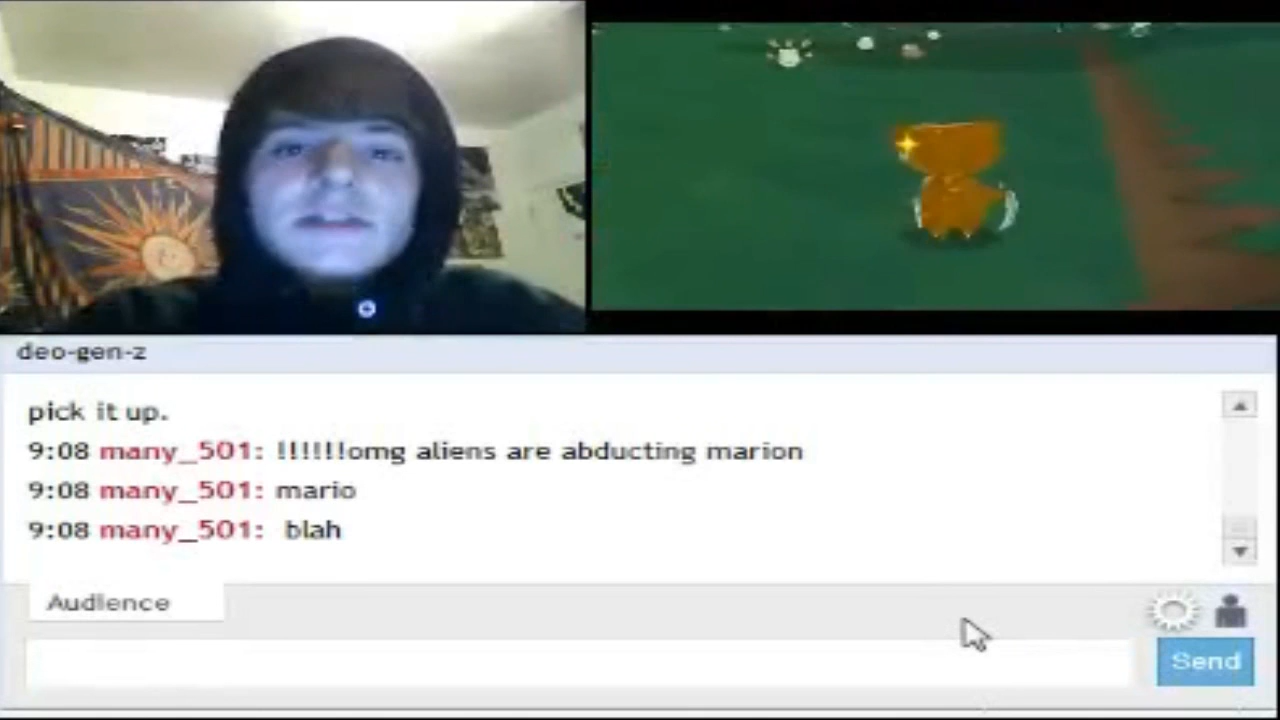 deo-gen-z
pick it up.
9:08 many_501: !!!!!!omg aliens are abducting marion
9:08 many_501: mario
9:08 many_501: blah
Audience
Send